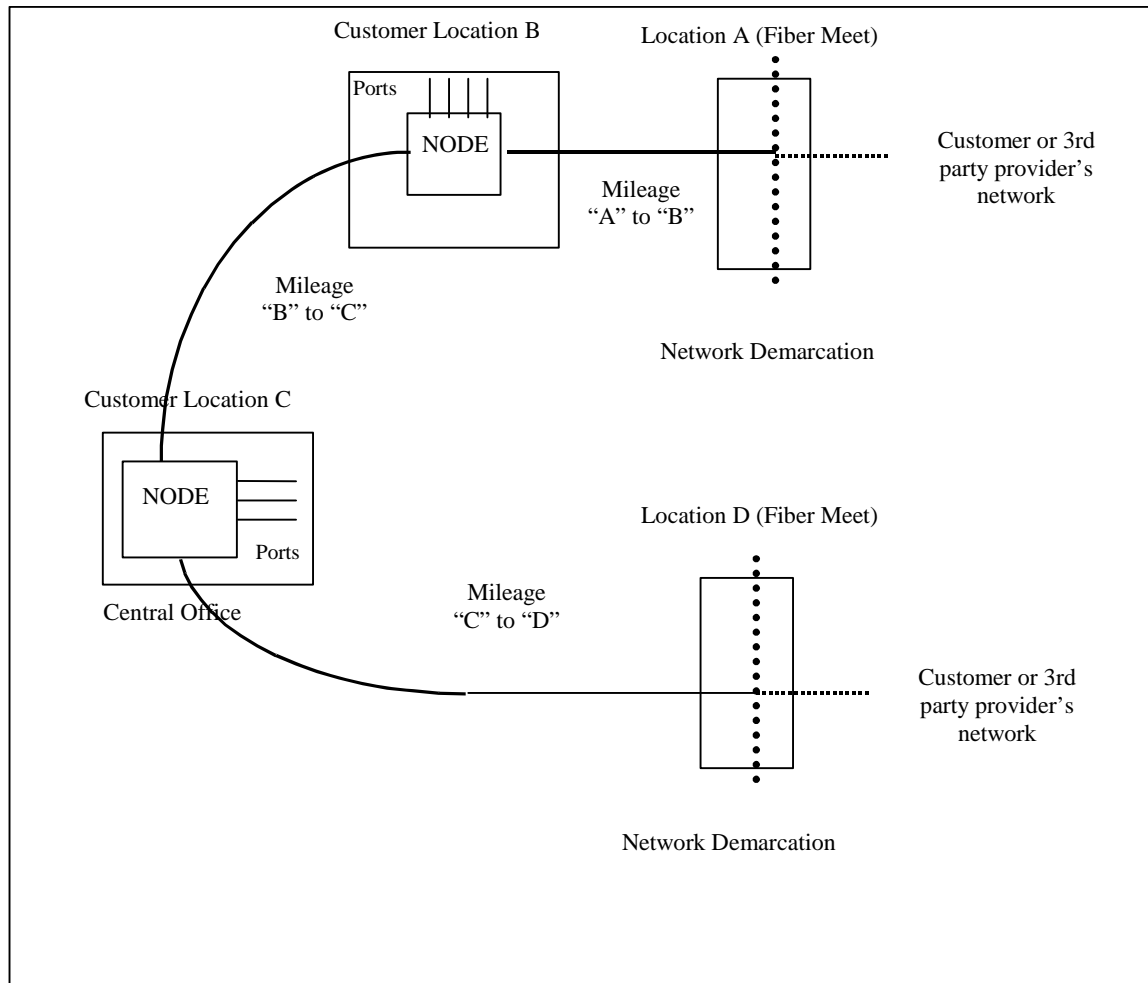 Customer Location B
Location A (Fiber Meet)
Ports
NODE
Customer or 3rd
party provider’s
network
Mileage
“A” to “B”
Mileage
“B” to “C”
Network Demarcation
Customer Location C
NODE
Ports
Central Office
Location D (Fiber Meet)
Mileage
“C” to “D”
Customer or 3rd
party provider’s
network
Network Demarcation